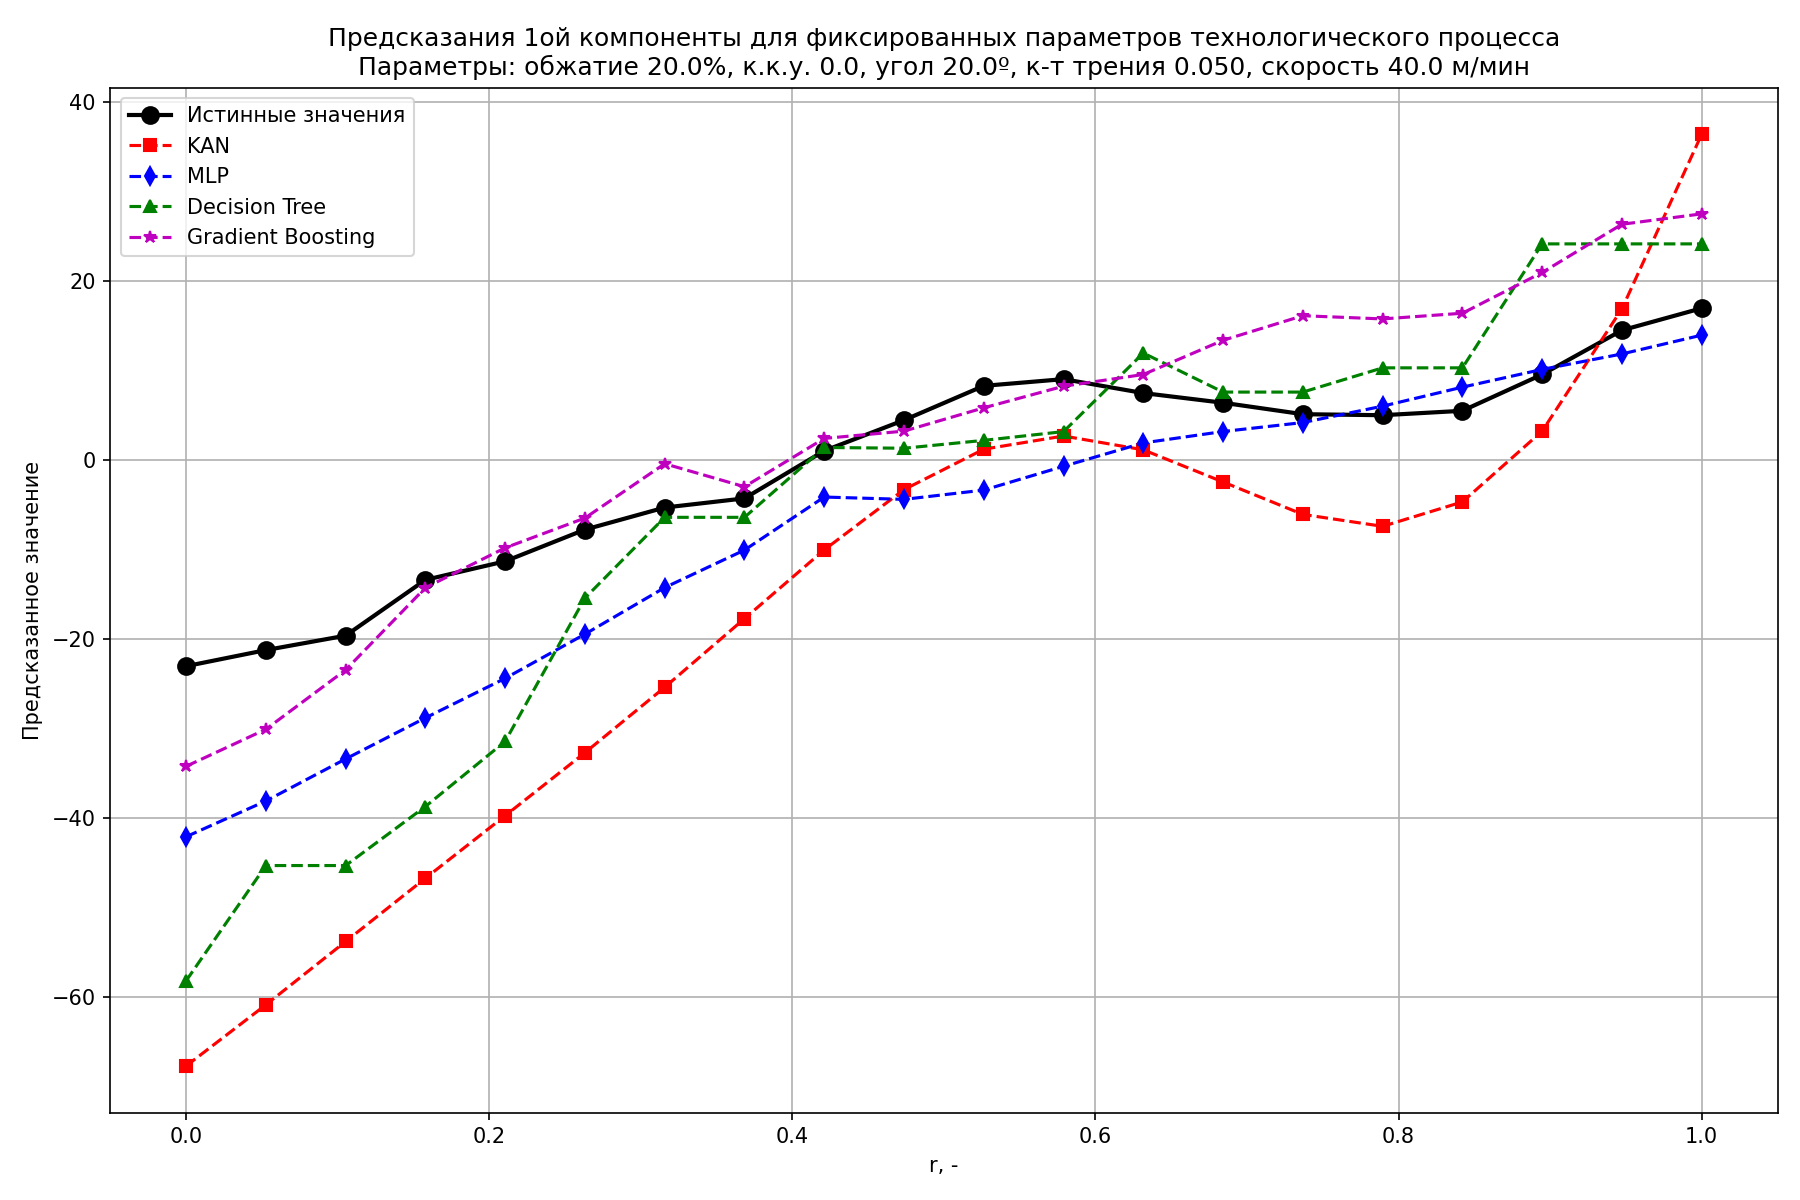 Предсказания 1ой компоненты для фиксированных параметров технологического процесса
Параметры: обжатие 20.0%, к.к.у. 0.0, угол 20.0º, к-т трения 0.050, скорость 40.0 м/мин
Истинные значения
KAN
MLP
Decision Tree
Gradient Boosting
Предсказанное значение
40
20
0
−20
−40
−60
0.0
0.2
0.4
0.6
0.8
1.0
r, -